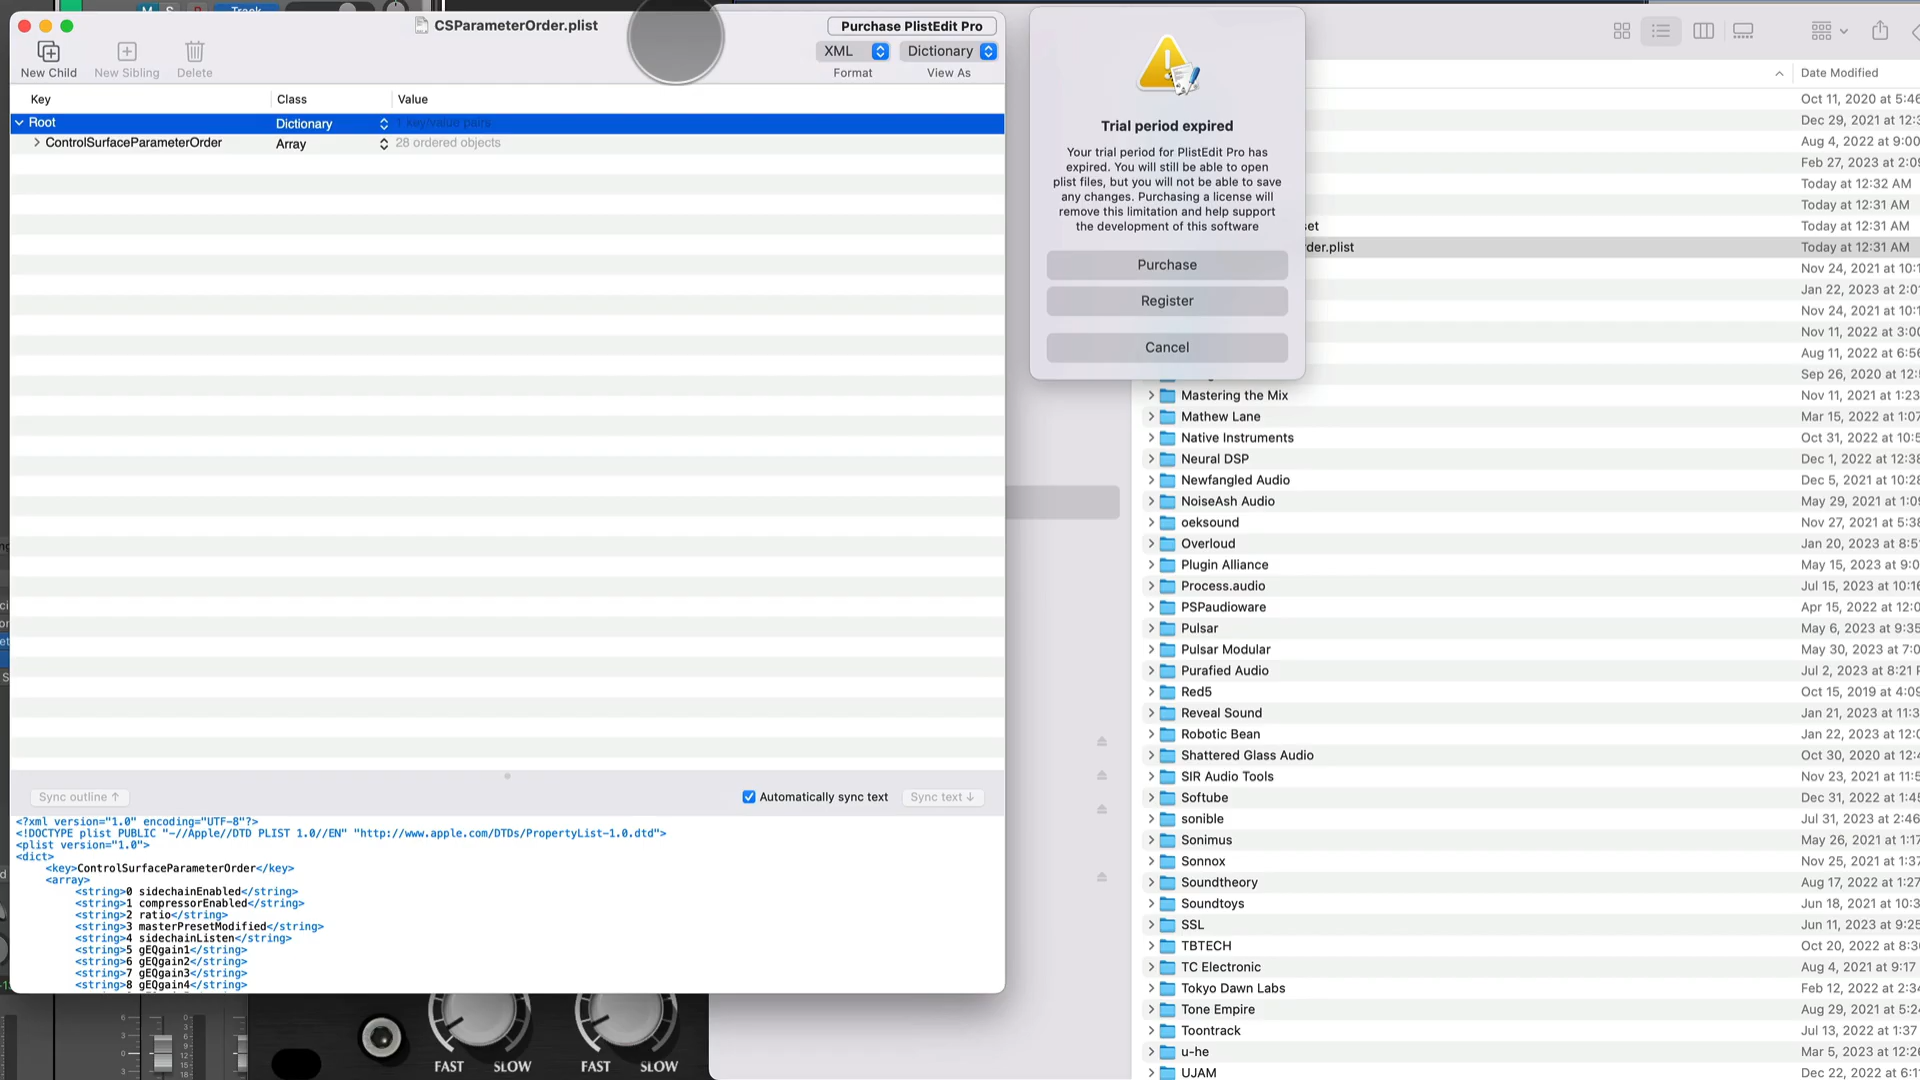 CSParameterOrder.plist
Purchase PlistEdit Pro
XML
Dictionary
New Child
New Sibling
Delete
Format
View As
Key
Class
Value
Root
Dictionary
1 key/value pairs
ControlSurfaceParameterOrder
Array
28 ordered objects
Sync outline ↑
Automatically sync text
Sync text ↓
<?xml version="1.0" encoding="UTF-8"?>
<!DOCTYPE plist PUBLIC "-//Apple//DTD PLIST 1.0//EN" "http://www.apple.com/DTDs/PropertyList-1.0.dtd">
<plist version="1.0">
<dict>
<key>ControlSurfaceParameterOrder</key>
<array>
<string>0 sidechainEnabled</string>
<string>1 compressorEnabled</string>
<string>2 ratio</string>
<string>3 masterPresetModified</string>
<string>4 sidechainListen</string>
<string>5 gEQgain1</string>
<string>6 gEQgain2</string>
<string>7 gEQgain3</string>
<string>8 gEQgain4</string>
FAST SLOW FAST SLOW
Trial period expired
Your trial period for PlistEdit Pro has
expired. You will still be able to open
plist files, but you will not be able to save
any changes. Purchasing a license will
remove this limitation and help support
the development of this software
Purchase
Register
Cancel
Date Modified
Oct 11, 2020 at 5:46
Dec 29, 2021 at 12:3
Aug 4, 2022 at 9:00
Feb 27, 2023 at 2:09
Today at 12:32 AM
Today at 12:31 AM
set Today at 12:31 AM
rder.plist Today at 12:31 AM
Nov 24, 2021 at 10:1
Jan 22, 2023 at 2:01
Nov 24, 2021 at 10:1
Nov 11, 2022 at 3:00
Aug 11, 2022 at 6:56
Sep 26, 2020 at 12:
Mastering the Mix Nov 11, 2021 at 1:23
Mathew Lane Mar 15, 2022 at 1:07
Native Instruments Oct 31, 2022 at 10:5
Neural DSP Dec 1, 2022 at 12:38
Newfangled Audio Dec 5, 2021 at 10:28
NoiseAsh Audio May 29, 2021 at 1:09
oeksound Nov 27, 2021 at 5:38
Overloud Jan 20, 2023 at 8:5
Plugin Alliance May 15, 2023 at 9:0
Process.audio Jul 15, 2023 at 10:16
PSPaudioware Apr 15, 2022 at 12:0
Pulsar May 6, 2023 at 9:35
Pulsar Modular May 30, 2023 at 7:0
Purafied Audio Jul 2, 2023 at 8:21
Red5 Oct 15, 2019 at 4:09
Reveal Sound Jan 21, 2023 at 11:3
Robotic Bean Jan 22, 2023 at 12:0
Shattered Glass Audio Oct 30, 2020 at 12:4
SIR Audio Tools Nov 23, 2021 at 11:5
Softube Dec 31, 2022 at 1:45
sonible Jul 31, 2023 at 2:46
Sonimus May 26, 2021 at 1:17
Sonnox Nov 25, 2021 at 1:37
Soundtheory Aug 17, 2022 at 1:27
Soundtoys Jun 18, 2021 at 10:3
SSL Jun 11, 2023 at 9:25
TBTECH Oct 20, 2022 at 8:3
TC Electronic Aug 4, 2021 at 9:17
Tokyo Dawn Labs Feb 12, 2022 at 2:34
Tone Empire Aug 29, 2021 at 5:2
Toontrack Jul 13, 2022 at 1:37
u-he Mar 5, 2023 at 12:2
UJAM Dec 22, 2022 at 6:1